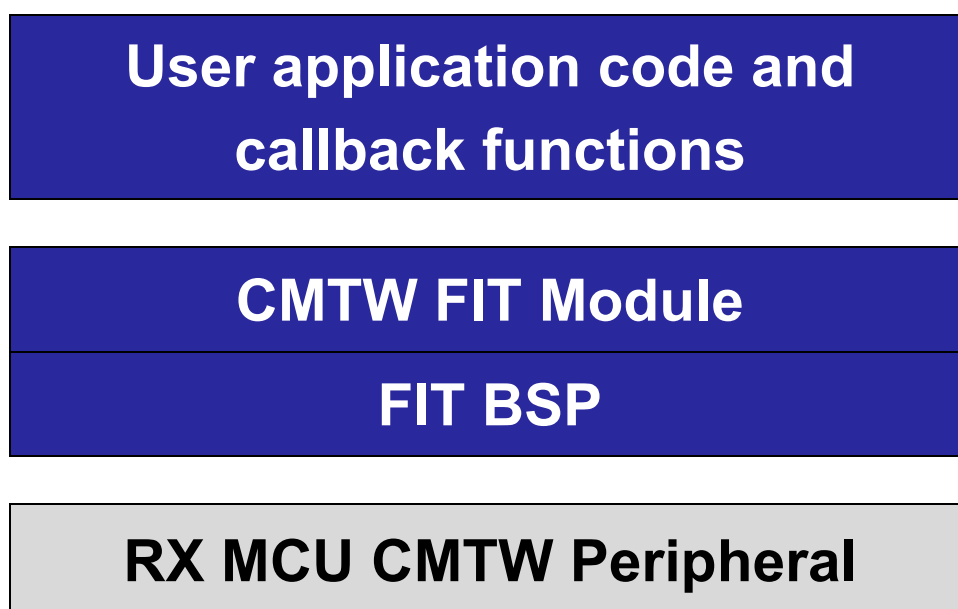 User application code and
callback functions
CMTW FIT Module
FIT BSP
RX MCU CMTW Peripheral